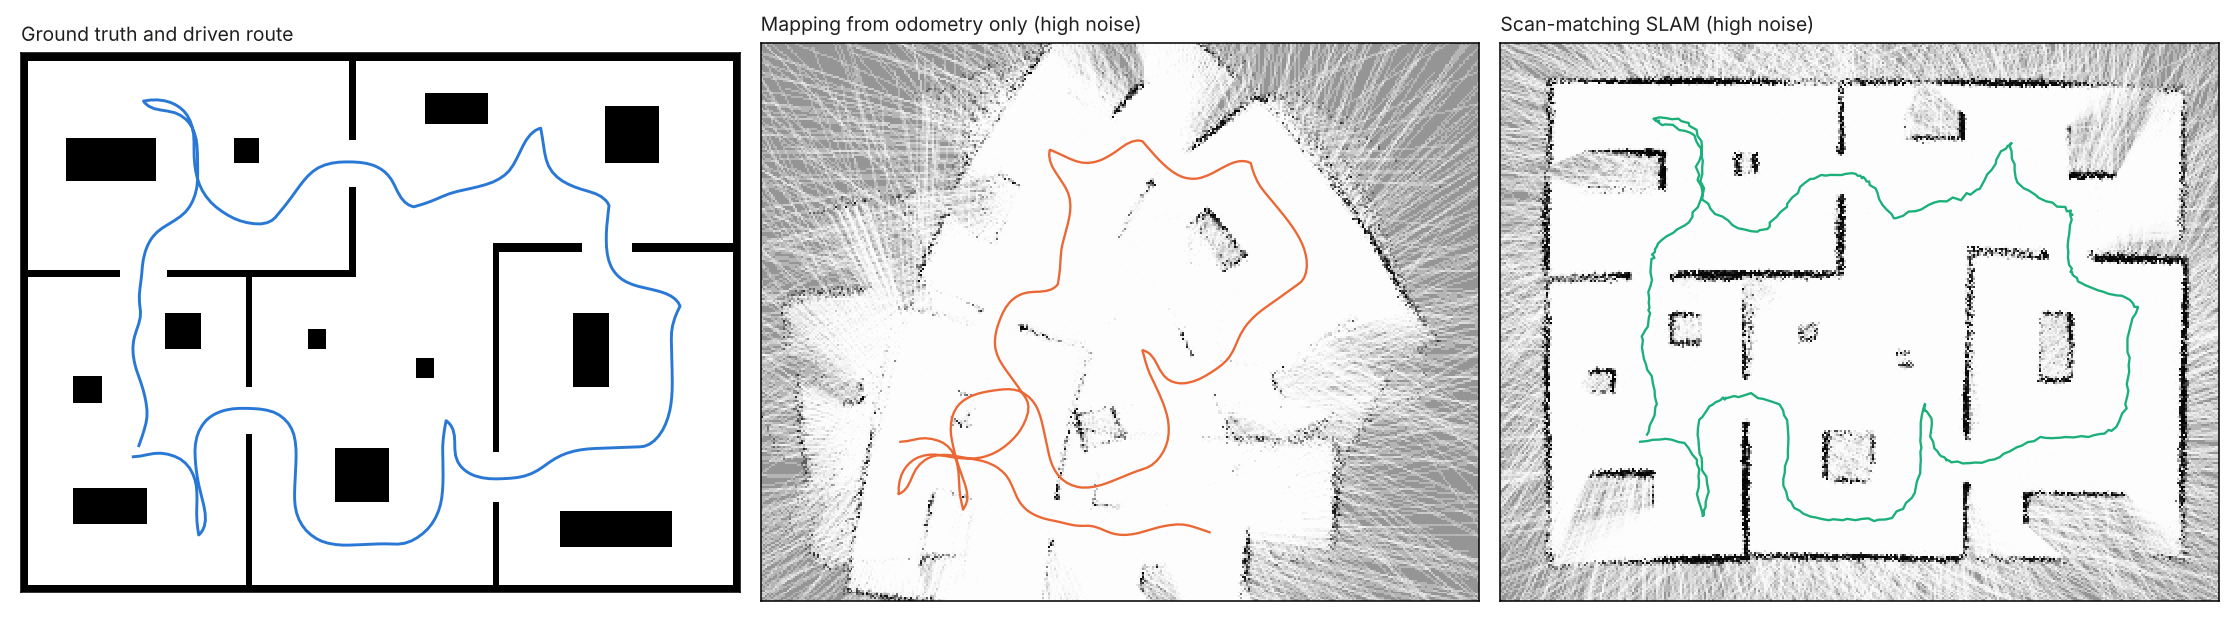 Ground truth and driven route
Mapping from odometry only (high noise)
Scan-matching SLAM (high noise)